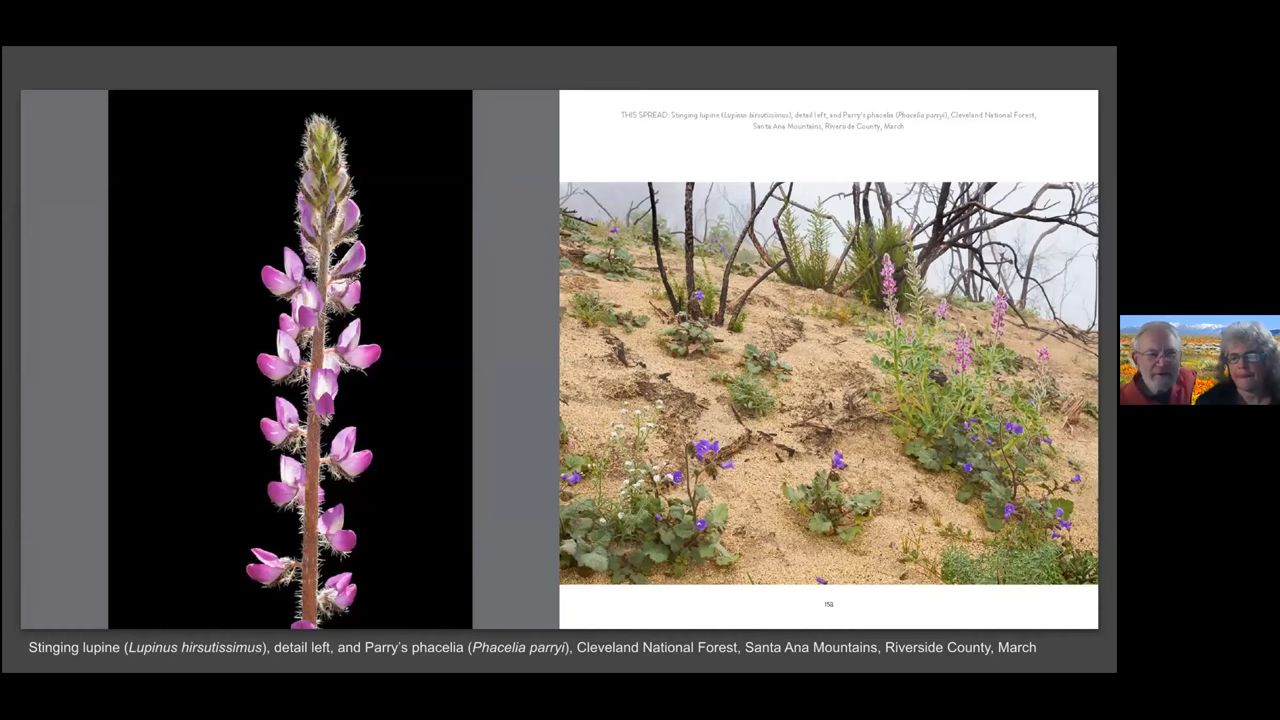 THIS SPREAD: Stinging lupine (Lupinus hirsutissimus), detail left, and Parry's phacelia (Phacelia parryi), Cleveland National Forest,
Santa Ana Mountains, Riverside County, March
153
Stinging lupine (Lupinus hirsutissimus), detail left, and Parry's phacelia (Phacelia parryi), Cleveland National Forest, Santa Ana Mountains, Riverside County, March